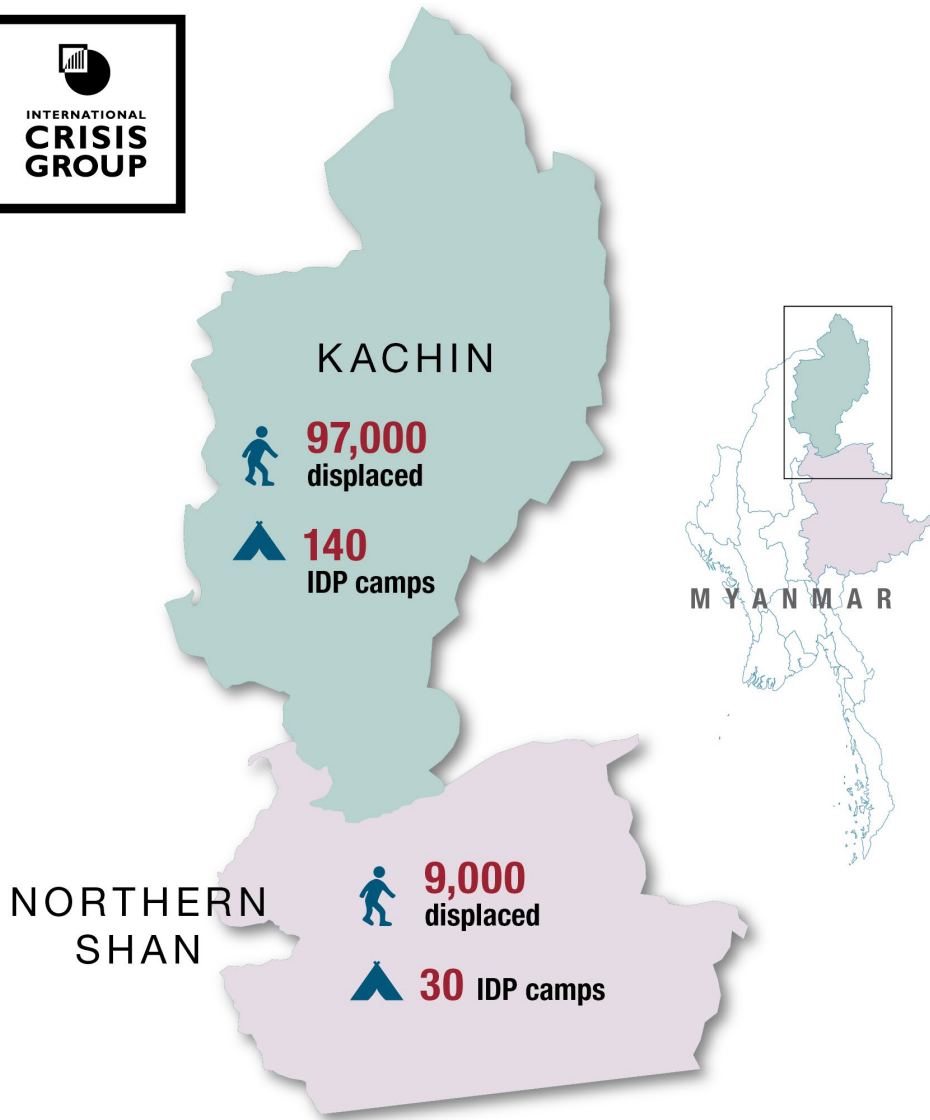 INTERNATIONAL
CRISIS
GROUP
KACHIN
97,000
displaced
140
IDP camps
MYANMAR
NORTHERN
SHAN
9,000
displaced
30 IDP camps